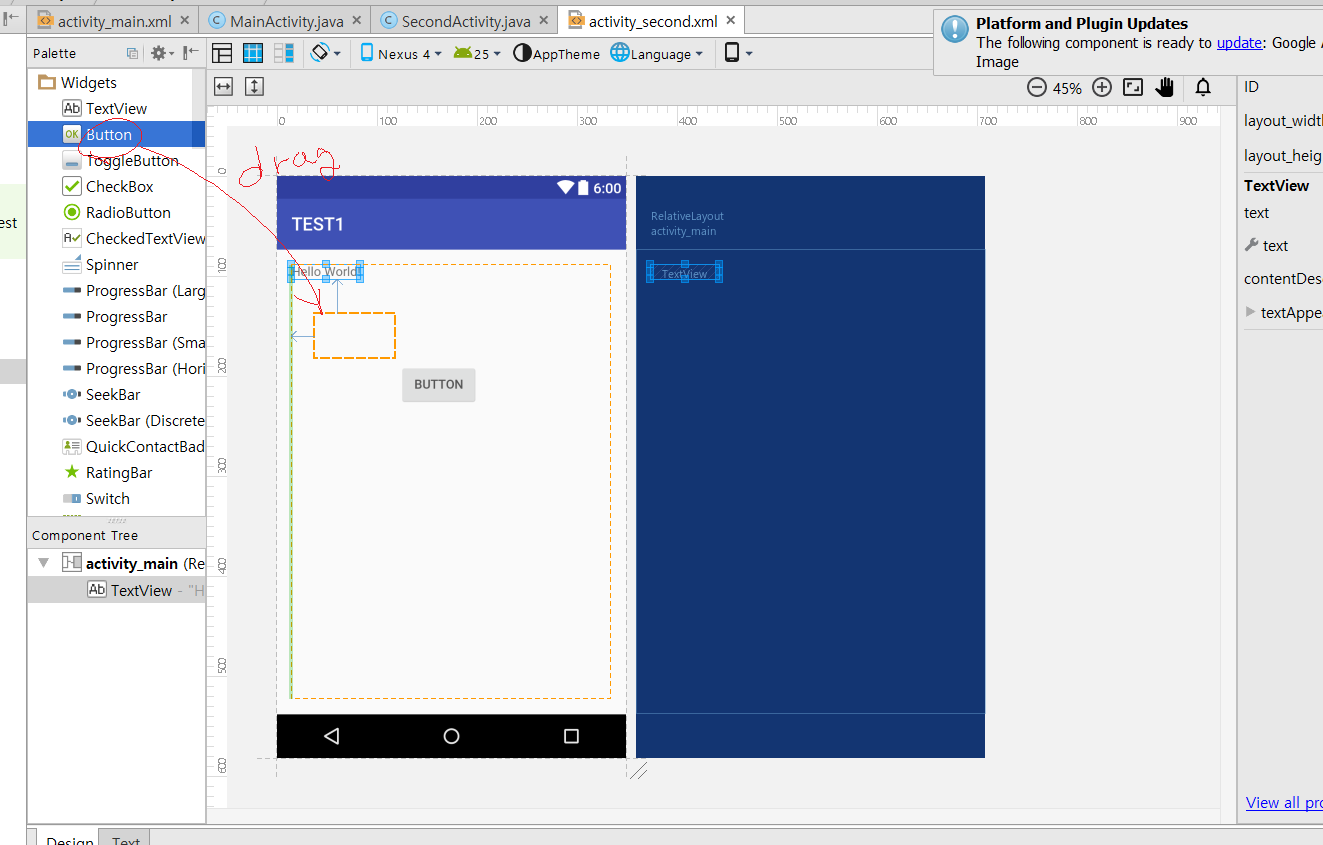 activity_main.xml
MainActivity.java
SecondActivity.java
activity_second.xml
Platform and Plugin Updates
The following component is ready to update: Google
Image
Palette
Nexus 4
25
AppTheme
Language
45%
Widgets
TextView
Button
ToggleButton
CheckBox
RadioButton
CheckedTextView
Spinner
ProgressBar (Larg
ProgressBar
ProgressBar (Sma
ProgressBar (Hori
SeekBar
SeekBar (Discrete
QuickContactBad
RatingBar
Switch
Component Tree
activity_main (Re
TextView - "H
Design
Text
0 100 200 300 400 500 600 700 800 900
0
100
200
300
400
500
600
drag
6:00
TEST1
Hello World
BUTTON
RelativeLayout
activity_main
TextView
ID
layout_width
layout_heig
TextView
text
text
contentDes
textAppea
View all pro
est